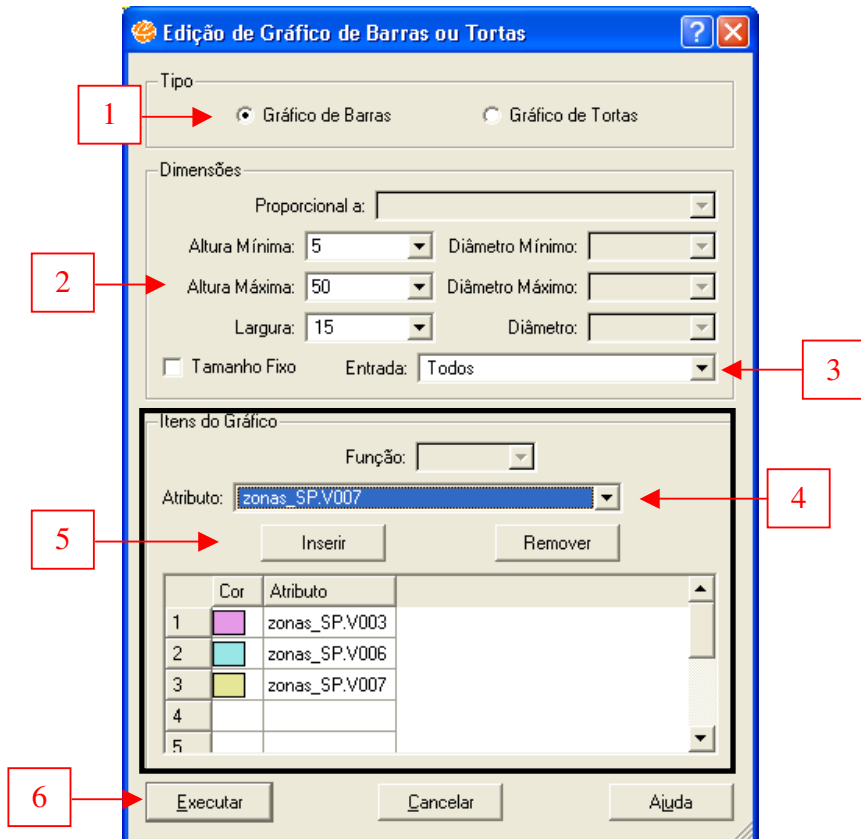 Edição de Gráfico de Barras ou Tortas ?
Tipo
1 Gráfico de Barras Gráfico de Tortas
Dimensões
Proporcional a:
Altura Mínima: 5 Diâmetro Mínimo:
2 Altura Máxima: 50 Diâmetro Máximo:
Largura: 15 Diâmetro:
Tamanho Fixo Entrada: Todos 3
Itens do Gráfico
Função:
Atributo: zonas_SP.V007 4
5 Inserir Remover
Cor Atributo
1 zonas_SP.V003
2 zonas_SP.V006
3 zonas_SP.V007
4
5
6 Executar Cancelar Ajuda